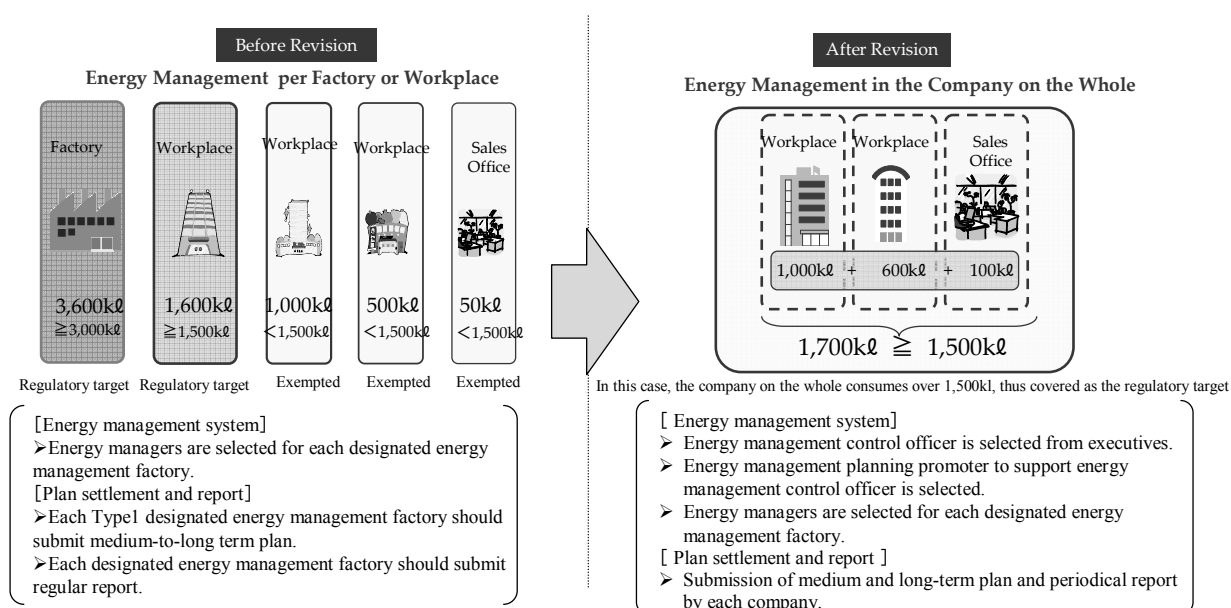 Before Revision
Energy Management per Factory or Workplace
Factory
Workplace
Workplace
Workplace
Sales
Office
3,600kℓ
1,600kℓ
1,000kℓ
500kℓ
50kℓ
≧3,000kℓ
≧1,500kℓ
<1,500kℓ
<1,500kℓ
<1,500kℓ
Regulatory target
Regulatory target
Exempted
Exempted
Exempted
[Energy management system]
➢Energy managers are selected for each designated energy
management factory.
[Plan settlement and report]
➢Each Type1 designated energy management factory should
submit medium-to-long term plan.
➢Each designated energy management factory should submit
regular report.
After Revision
Energy Management in the Company on the Whole
Workplace
Workplace
Sales
Office
1,000kℓ + 600kℓ + 100kℓ
1,700kℓ ≧ 1,500kℓ
In this case, the company on the whole consumes over 1,500kl, thus covered as the regulatory target
[ Energy management system]
➢ Energy management control officer is selected from executives.
➢ Energy management planning promoter to support energy
management control officer is selected.
➢ Energy managers are selected for each designated energy
management factory.
[ Plan settlement and report ]
➢ Submission of medium and long-term plan and periodical report
by each company.